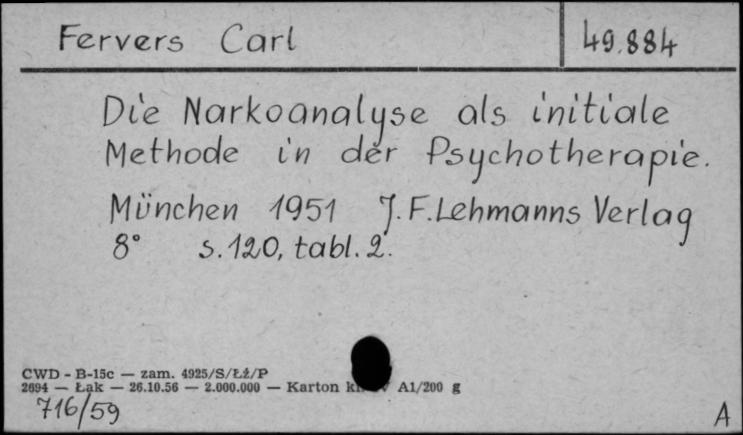 Fervers Carl 49.884
Die Narkoanalyse als initiale
Methode in der Psychotherapie.
München 1951 J.F.Lehmanns Verlag
8° s.120, tabl.2.
CWD - B-15c — zam. 4925/S/Łż/P
2694 — Łak — 26.10.56 — 2.000.000 — Karton A1/200 g
716/59 A